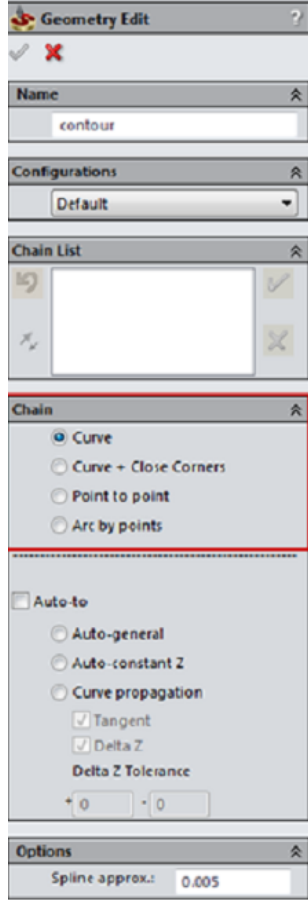 Geometry Edit ?
Name
contour
Configurations
Default
Chain List
Chain
Curve
Curve + Close Corners
Point to point
Arc by points
Auto-to
Auto-general
Auto-constant Z
Curve propagation
Tangent
Delta Z
Delta Z Tolerance
+ 0 - 0
Options
Spline approx.: 0.005